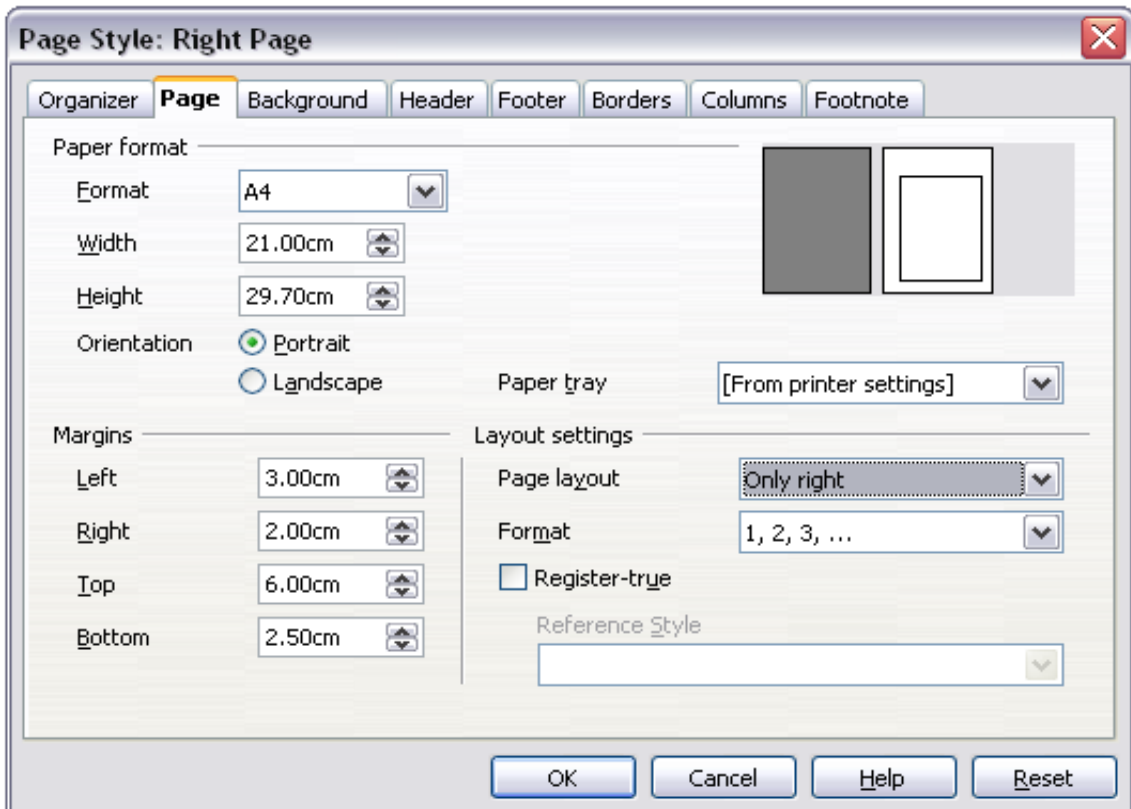 Page Style: Right Page
Organizer Page Background Header Footer Borders Columns Footnote
Paper format
Format A4
Width 21.00cm
Height 29.70cm
Orientation Portrait
Landscape
Paper tray [From printer settings]
Margins
Left 3.00cm
Right 2.00cm
Top 6.00cm
Bottom 2.50cm
Layout settings
Page layout Only right
Format 1, 2, 3, ...
Register-true
Reference Style
OK Cancel Help Reset